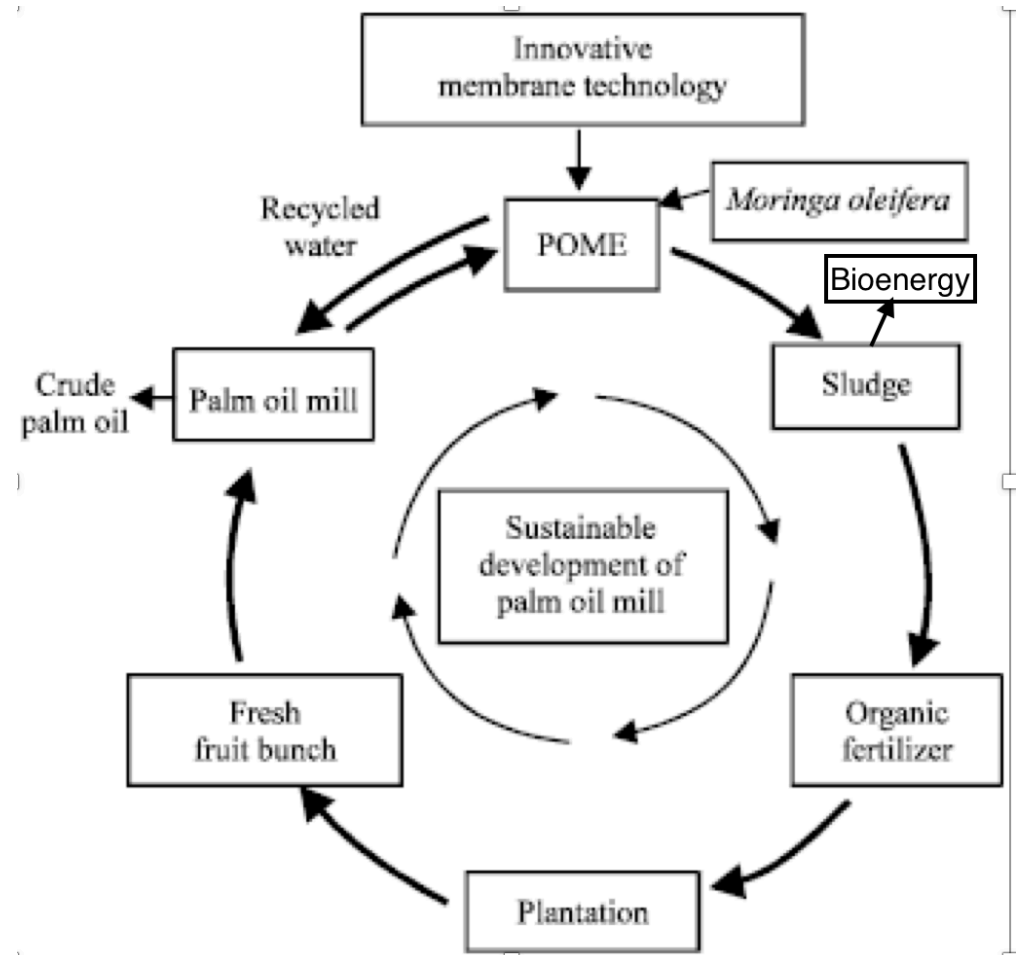 Innovative
membrane technology
Moringa oleifera
Recycled
water
POME
Bioenergy
Crude
palm oil
Palm oil mill
Sludge
Sustainable
development of
palm oil mill
Fresh
fruit bunch
Organic
fertilizer
Plantation